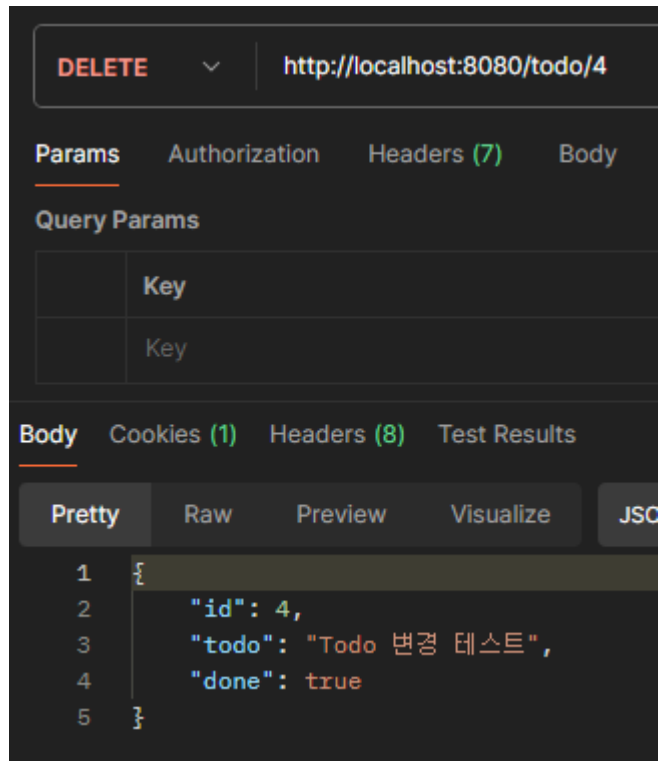 DELETE http://localhost:8080/todo/4
Params Authorization Headers (7) Body
Query Params
Key
Key
Body Cookies (1) Headers (8) Test Results
Pretty Raw Preview Visualize JSO
1 {
2 "id": 4,
3 "todo": "Todo 변경 테스트",
4 "done": true
5 }